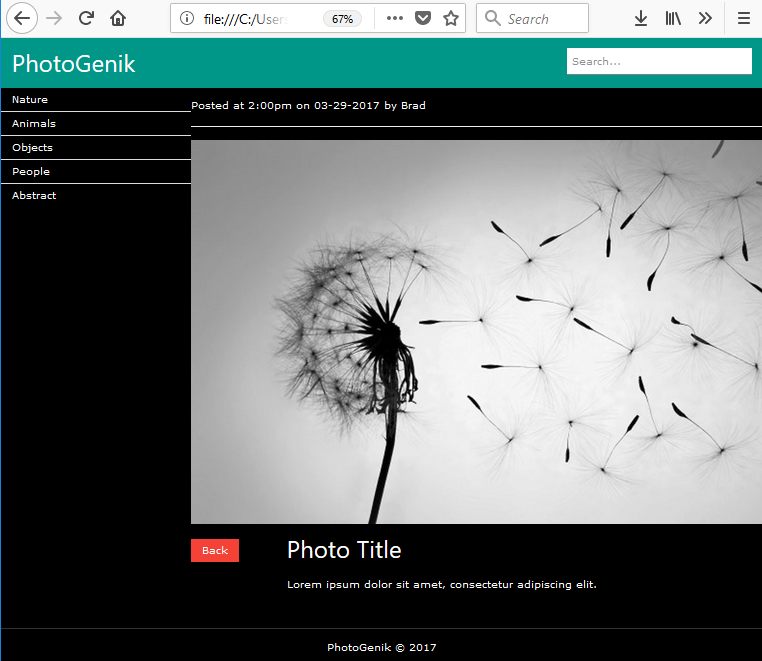 file:///C:/Users
67%
Search
PhotoGenik
Search...
Nature
Animals
Objects
People
Abstract
Posted at 2:00pm on 03-29-2017 by Brad
Back
Photo Title
Lorem ipsum dolor sit amet, consectetur adipiscing elit.
PhotoGenik © 2017